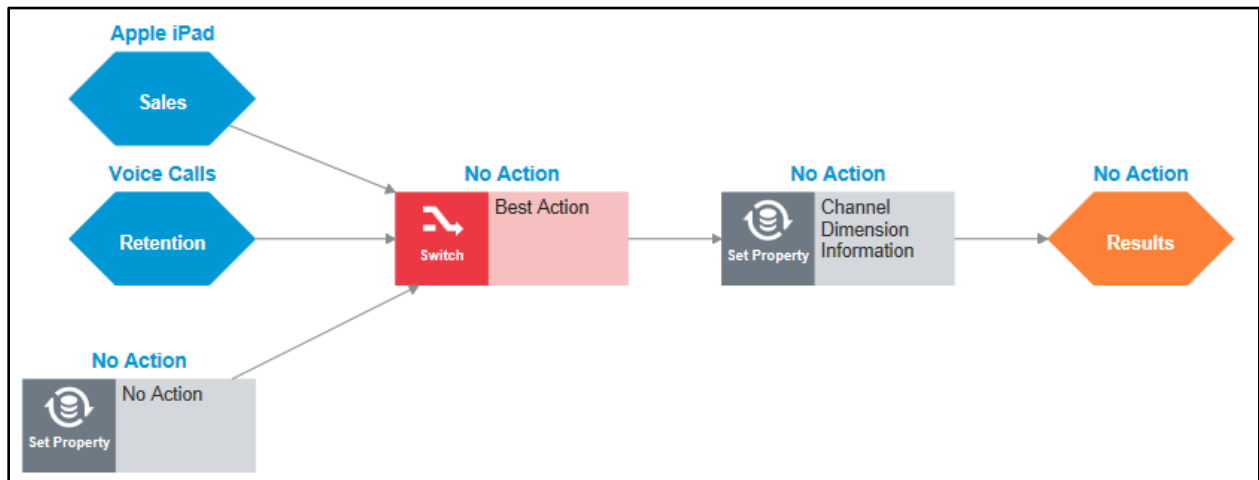 Apple iPad
Sales
Voice Calls
Retention
No Action
Set Property
No Action
No Action
Switch
Best Action
No Action
Set Property
Channel
Dimension
Information
No Action
Results